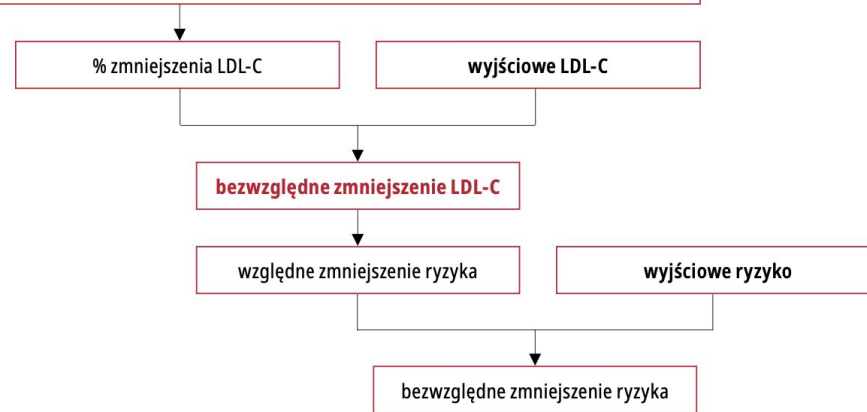 % zmniejszenia LDL-C
wyjściowe LDL-C
bezwzględne zmniejszenie LDL-C
względne zmniejszenie ryzyka
wyjściowe ryzyko
bezwzględne zmniejszenie ryzyka